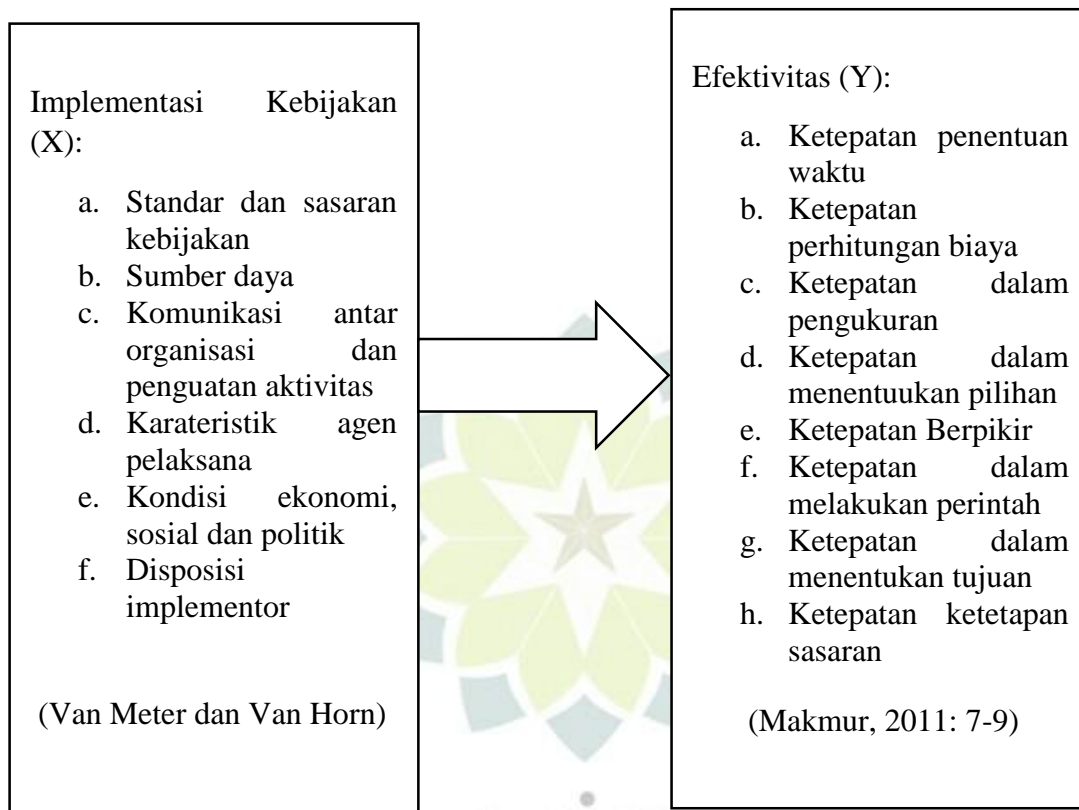 Implementasi Kebijakan
(X):
a. Standar dan sasaran
kebijakan
b. Sumber daya
c. Komunikasi antar
organisasi dan
penguatan aktivitas
d. Karateristik agen
pelaksana
e. Kondisi ekonomi,
sosial dan politik
f. Disposisi
implementor
(Van Meter dan Van Horn)
Efektivitas (Y):
a. Ketepatan penentuan
waktu
b. Ketepatan
perhitungan biaya
c. Ketepatan dalam
pengukuran
d. Ketepatan dalam
menentuukan pilihan
e. Ketepatan Berpikir
f. Ketepatan dalam
melakukan perintah
g. Ketepatan dalam
menentukan tujuan
h. Ketepatan ketetapan
sasaran
(Makmur, 2011: 7-9)